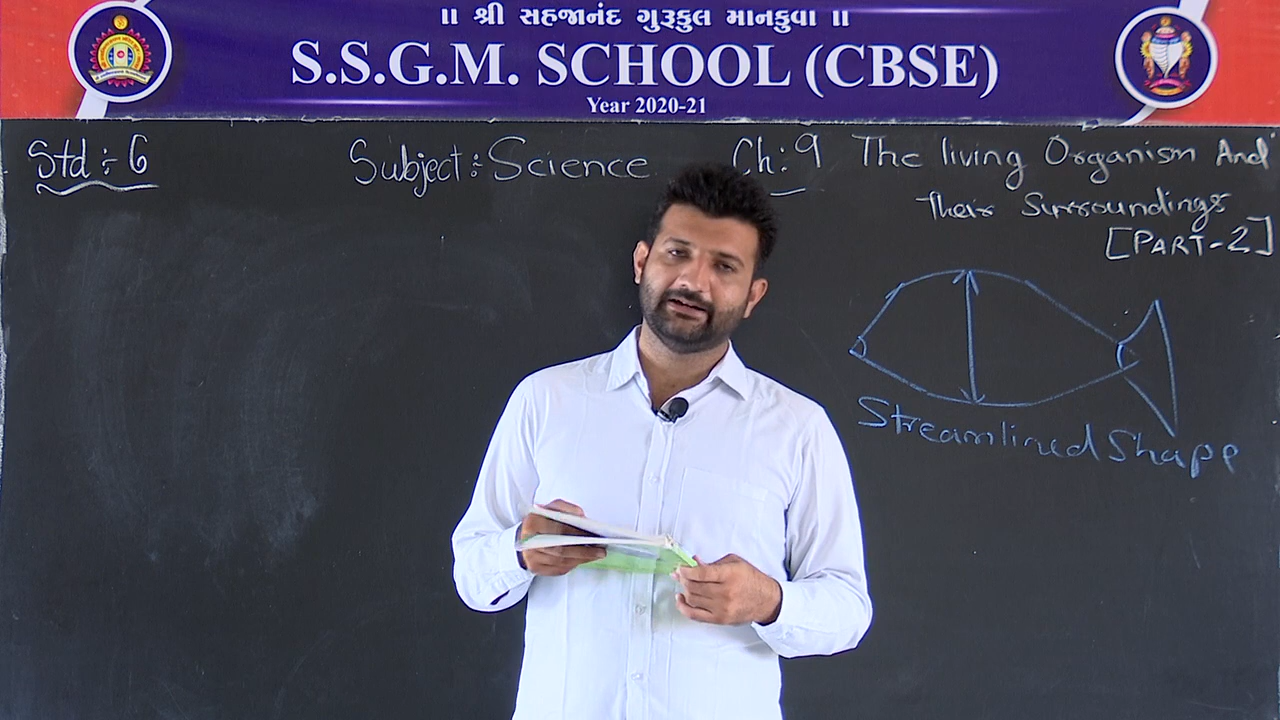 ॥ શ્રી સહજાનંદ ગુરૂકુલ માનકુવા ॥
S.S.G.M. SCHOOL (CBSE)
Year 2020-21
Std :- 6
Subject :- Science
Ch:9 The living Organism And
Their Surroundings
[PART-2]
Streamlined Shape